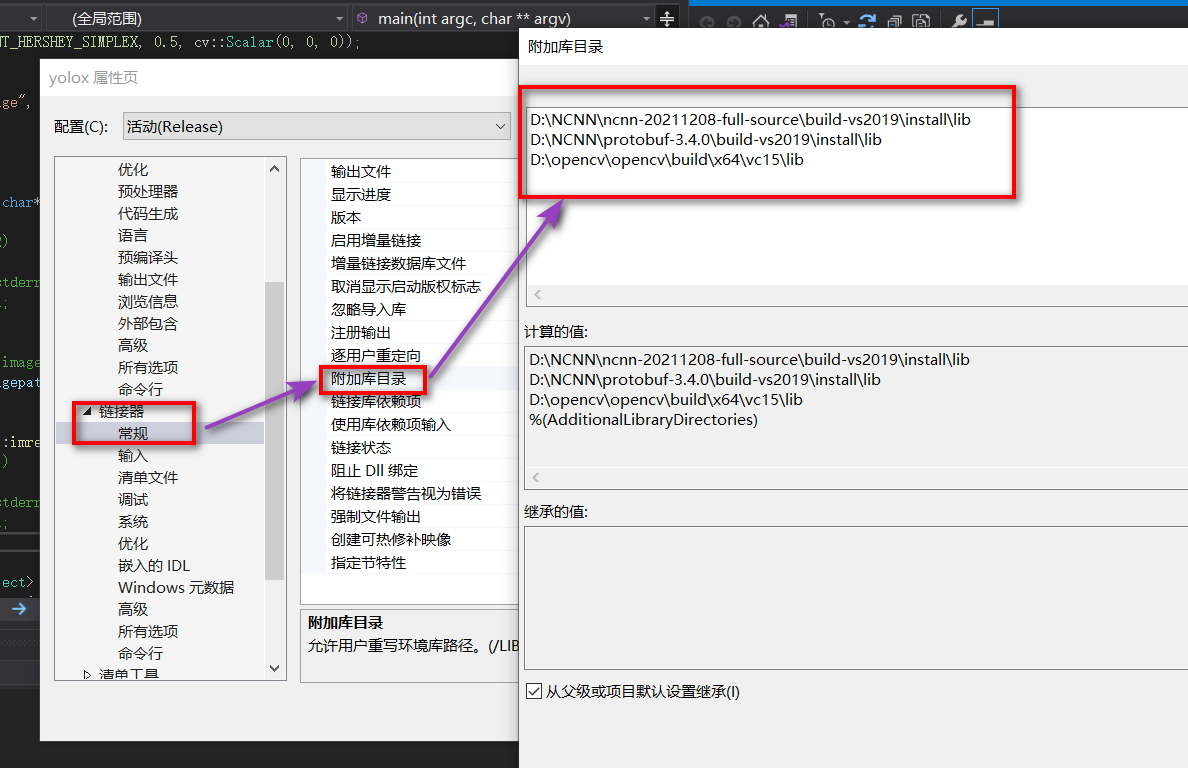 (全局范围)
main(int argc, char ** argv)
NT_HERSHEY_SIMPLEX, 0.5, cv::Scalar(0, 0, 0));
yolox 属性页
配置(C):
活动(Release)
优化
预处理器
代码生成
语言
预编译头
输出文件
浏览信息
外部包含
高级
所有选项
命令行
链接器
常规
输入
清单文件
调试
系统
优化
嵌入的 IDL
Windows 元数据
高级
所有选项
命令行
清单工具
输出文件
显示进度
版本
启用增量链接
增量链接数据库文件
取消显示启动版权标志
忽略导入库
注册输出
逐用户重定向
附加库目录
链接库依赖项
使用库依赖项输入
链接状态
阻止 Dll 绑定
将链接器警告视为错误
强制文件输出
创建可热修补映像
指定节特性
附加库目录
允许用户重写环境库路径。(/LIB
附加库目录
D:\NCNN\ncnn-20211208-full-source\build-vs2019\install\lib
D:\NCNN\protobuf-3.4.0\build-vs2019\install\lib
D:\opencv\opencv\build\x64\vc15\lib
计算的值:
D:\NCNN\ncnn-20211208-full-source\build-vs2019\install\lib
D:\NCNN\protobuf-3.4.0\build-vs2019\install\lib
D:\opencv\opencv\build\x64\vc15\lib
%(AdditionalLibraryDirectories)
继承的值:
从父级或项目默认设置继承(I)
ge",
char*
)
stderr
;
image
gepat
:imre
)
stderr
;
ect>